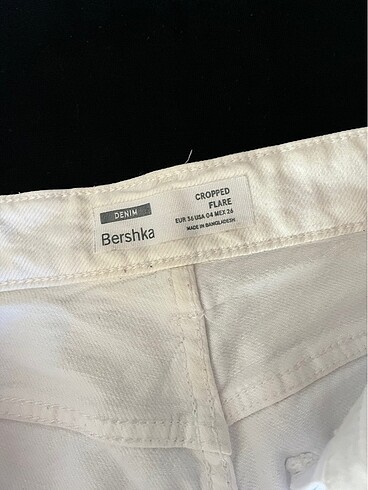 DENIM
Bershka
CROPPED
FLARE
EUR 36 USA 04 MEX 26
MADE IN BANGLADESH